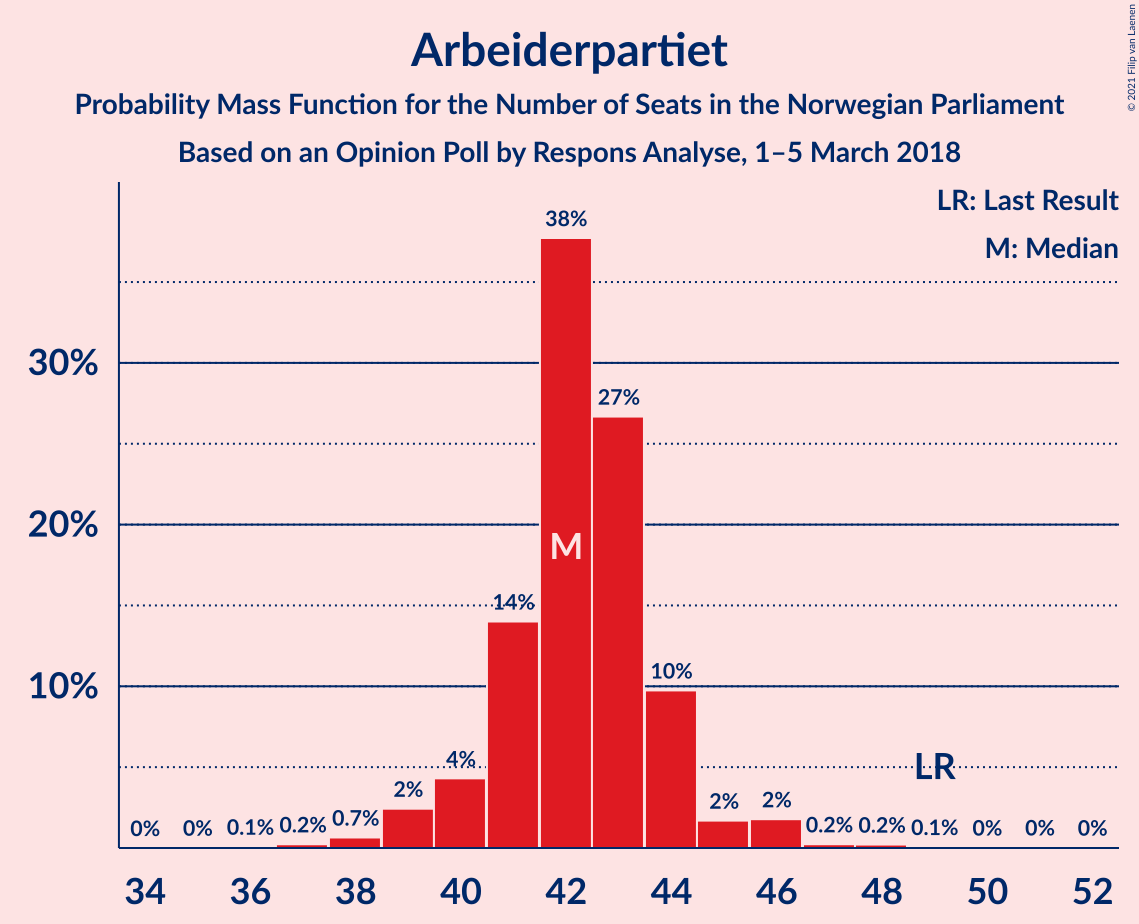 Arbeiderpartiet
Probability Mass Function for the Number of Seats in the Norwegian Parliament
Based on an Opinion Poll by Respons Analyse, 1–5 March 2018
© 2021 Filip van Laenen
LR: Last Result
M: Median
38%
30%
27%
20%
M
14%
10%
10%
LR
4%
2%
2%
2%
0%
0%
0.1%
0.2%
0.7%
0.2%
0.2%
0.1%
0%
0%
0%
34 36 38 40 42 44 46 48 50 52